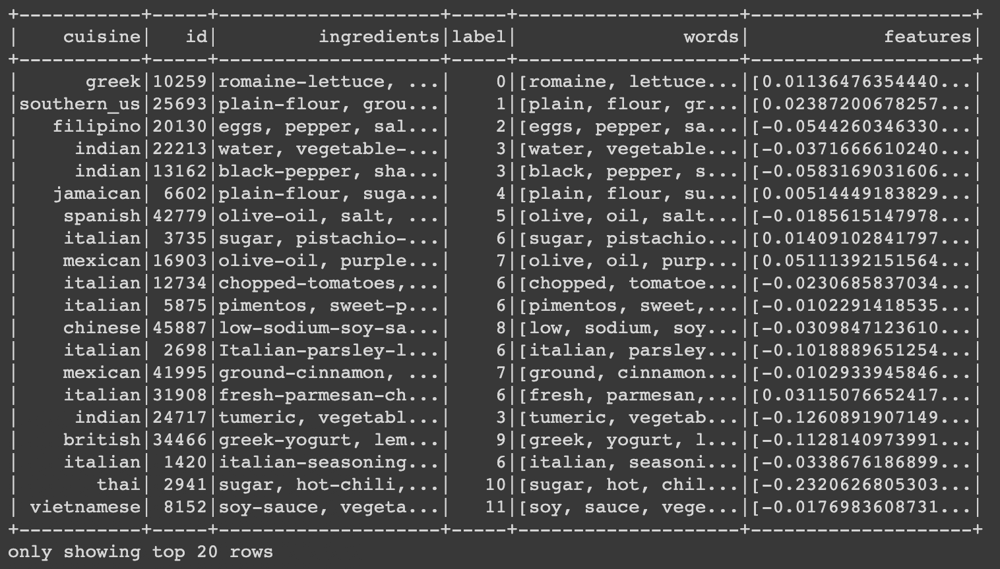 +-----------+-----+--------------------+-----+--------------------+--------------------+
|    cuisine|   id|         ingredients|label|               words|            features|
+-----------+-----+--------------------+-----+--------------------+--------------------+
|      greek|10259|romaine-lettuce, ...|    0|[romaine, lettuce...|[0.01136476354440...|
|southern_us|25693|plain-flour, grou...|    1|[plain, flour, gr...|[0.02387200678257...|
|   filipino|20130|eggs, pepper, sal...|    2|[eggs, pepper, sa...|[-0.0544260346330...|
|     indian|22213|water, vegetable-...|    3|[water, vegetable...|[-0.0371666610240...|
|     indian|13162|black-pepper, sha...|    3|[black, pepper, s...|[-0.0583169031606...|
|   jamaican| 6602|plain-flour, suga...|    4|[plain, flour, su...|[0.00514449183829...|
|    spanish|42779|olive-oil, salt, ...|    5|[olive, oil, salt...|[-0.0185615147978...|
|    italian| 3735|sugar, pistachio-...|    6|[sugar, pistachio...|[0.01409102841797...|
|    mexican|16903|olive-oil, purple...|    7|[olive, oil, purp...|[0.05111392151564...|
|    italian|12734|chopped-tomatoes,...|    6|[chopped, tomatoe...|[-0.0230685837034...|
|    italian| 5875|pimentos, sweet-p...|    6|[pimentos, sweet,...|[-0.0102291418535...|
|    chinese|45887|low-sodium-soy-sa...|    8|[low, sodium, soy...|[-0.0309847123610...|
|    italian| 2698|Italian-parsley-l...|    6|[italian, parsley...|[-0.1018889651254...|
|    mexican|41995|ground-cinnamon, ...|    7|[ground, cinnamon...|[-0.0102933945846...|
|    italian|31908|fresh-parmesan-ch...|    6|[fresh, parmesan,...|[0.03115076652417...|
|     indian|24717|tumeric, vegetabl...|    3|[tumeric, vegetab...|[-0.1260891907149...|
|    british|34466|greek-yogurt, lem...|    9|[greek, yogurt, l...|[-0.1128140973991...|
|    italian| 1420|italian-seasoning...|    6|[italian, seasoni...|[-0.0338676186899...|
|       thai| 2941|sugar, hot-chili,...|   10|[sugar, hot, chil...|[-0.2320626805303...|
| vietnamese| 8152|soy-sauce, vegeta...|   11|[soy, sauce, vege...|[-0.0176983608731...|
+-----------+-----+--------------------+-----+--------------------+--------------------+
only showing top 20 rows